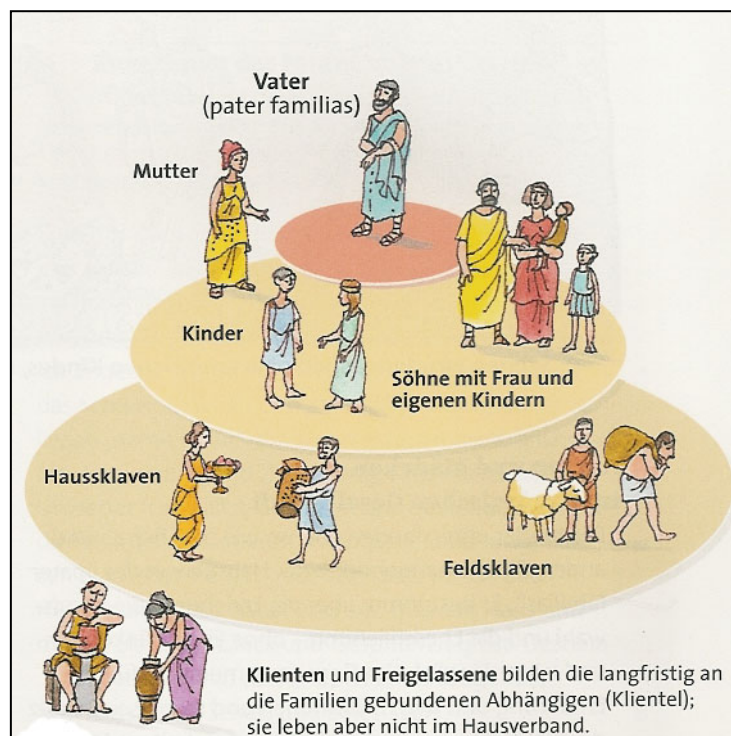 Vater
(pater familias)
Mutter
Kinder
Söhne mit Frau und
eigenen Kindern
Haussklaven
Feldsklaven
Klienten und Freigelassene bilden die langfristig an
die Familien gebundenen Abhängigen (Klientel);
sie leben aber nicht im Hausverband.